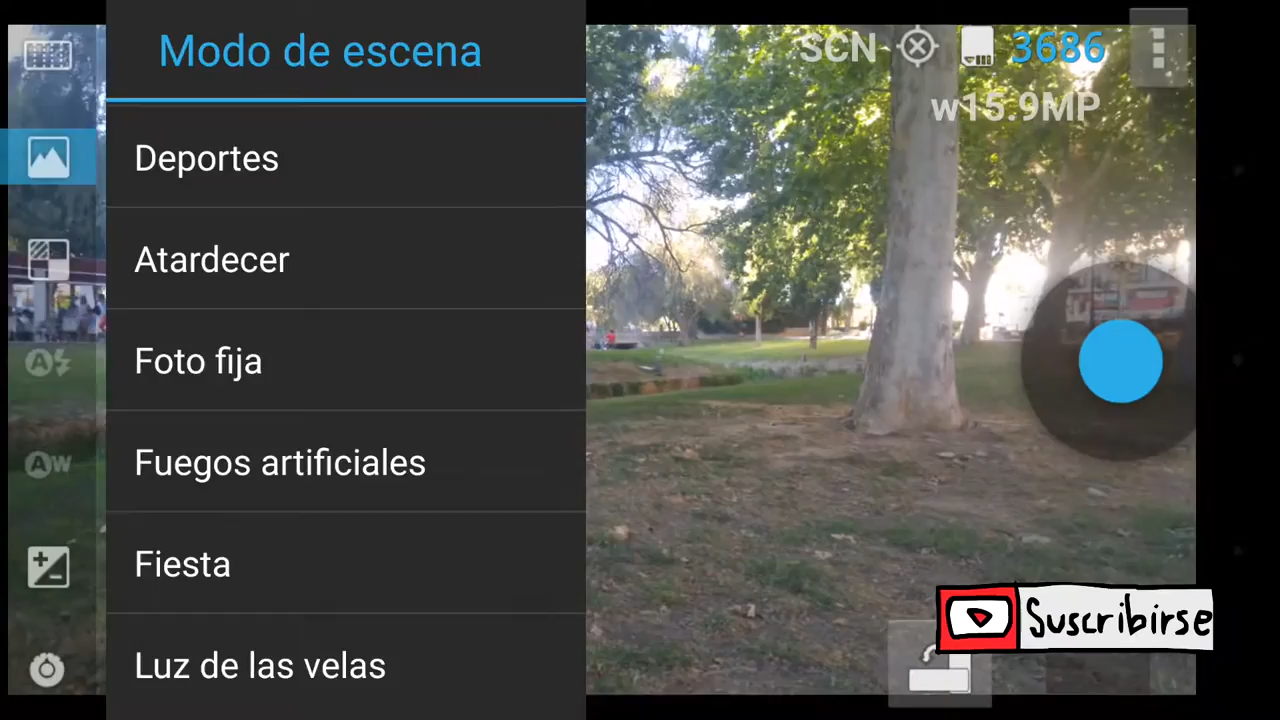 Modo de escena
Deportes
Atardecer
Foto fija
Fuegos artificiales
Fiesta
Luz de las velas
SCN 3686
w15.9MP
A
AW
Suscribirse